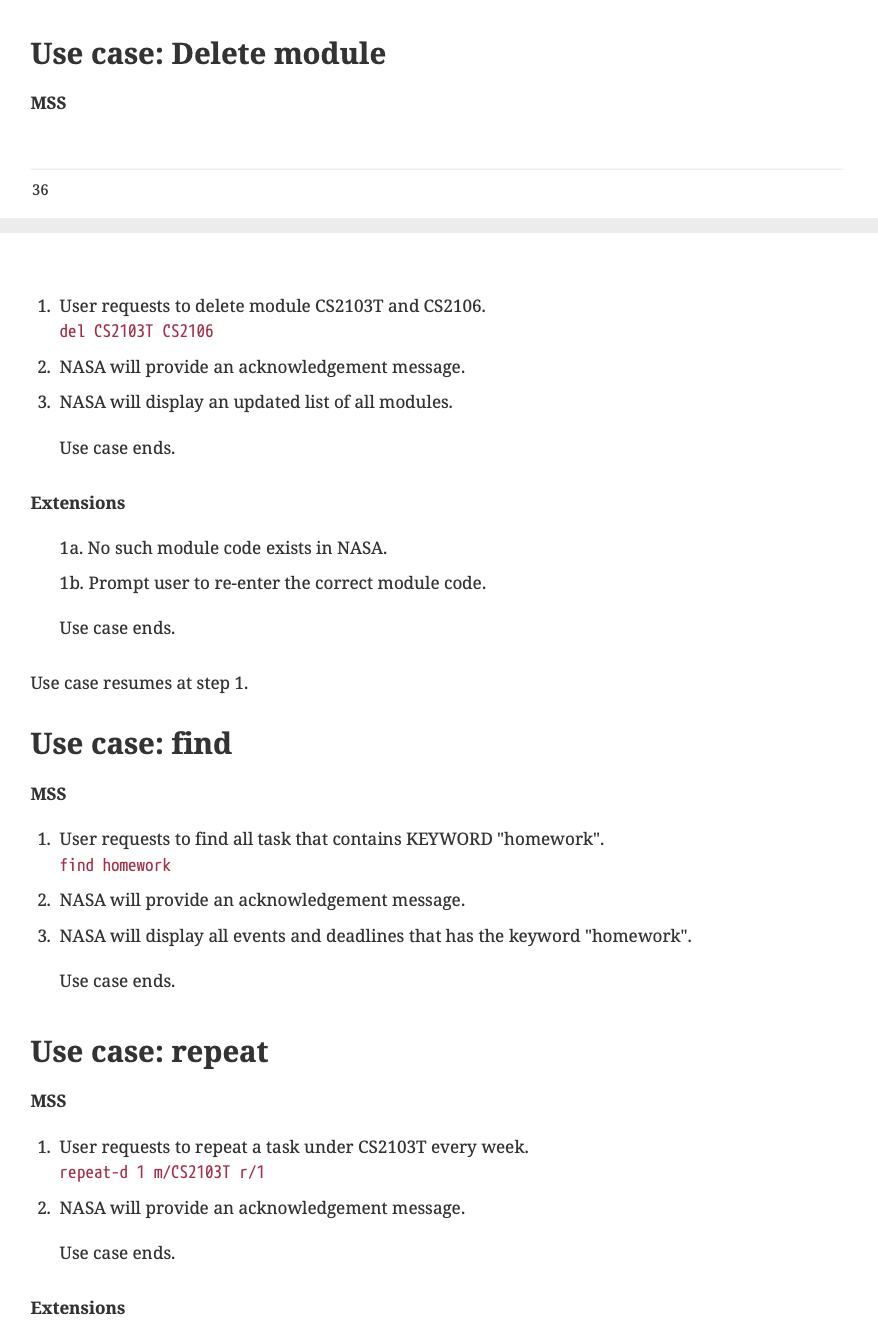 Use case: Delete module
MSS
36
1. User requests to delete module CS2103T and CS2106.
del CS2103T CS2106
2. NASA will provide an acknowledgement message.
3. NASA will display an updated list of all modules.
Use case ends.
Extensions
1a. No such module code exists in NASA.
1b. Prompt user to re-enter the correct module code.
Use case ends.
Use case resumes at step 1.
Use case: find
MSS
1. User requests to find all task that contains KEYWORD "homework".
find homework
2. NASA will provide an acknowledgement message.
3. NASA will display all events and deadlines that has the keyword "homework".
Use case ends.
Use case: repeat
MSS
1. User requests to repeat a task under CS2103T every week.
repeat-d 1 m/CS2103T r/1
2. NASA will provide an acknowledgement message.
Use case ends.
Extensions